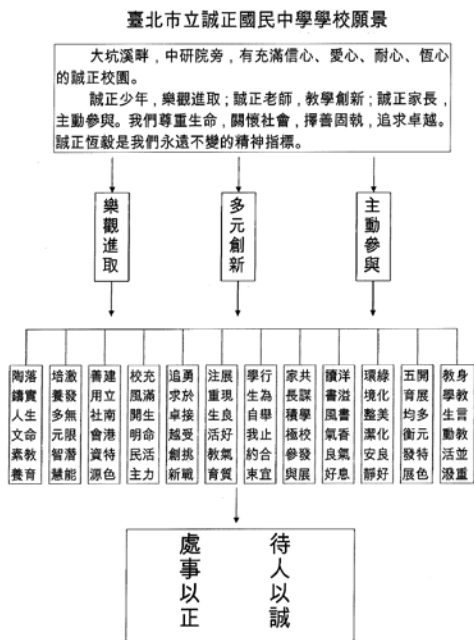 臺北市立誠正國民中學學校願景
大坑溪畔，中研院旁，有充滿信心、愛心、耐心、恆心
的誠正校園。
誠正少年，樂觀進取；誠正老師，教學創新；誠正家長，
主動參與。我們尊重生命，關懷社會，擇善固執，追求卓越。
誠正恆毅是我們永遠不變的精神指標。
樂觀進取
多元創新
主動參與
落實生命教育
陶鑄人文素養
激發無限潛能
培養多元智慧
建立南港特色
善用社會資源
充滿生命活力
校風開明民主
勇於接受挑戰
追求卓越創新
展現良好氣質
注重生活教育
行為舉止合宜
學生自我約束
共謀學校發展
家長積極參與
洋溢書香氣息
讀書風氣良好
綠化美化良好
環境整潔安靜
開展多元特色
五育均衡發展
身教言教並重
教學生動活潑
待人以誠
處事以正